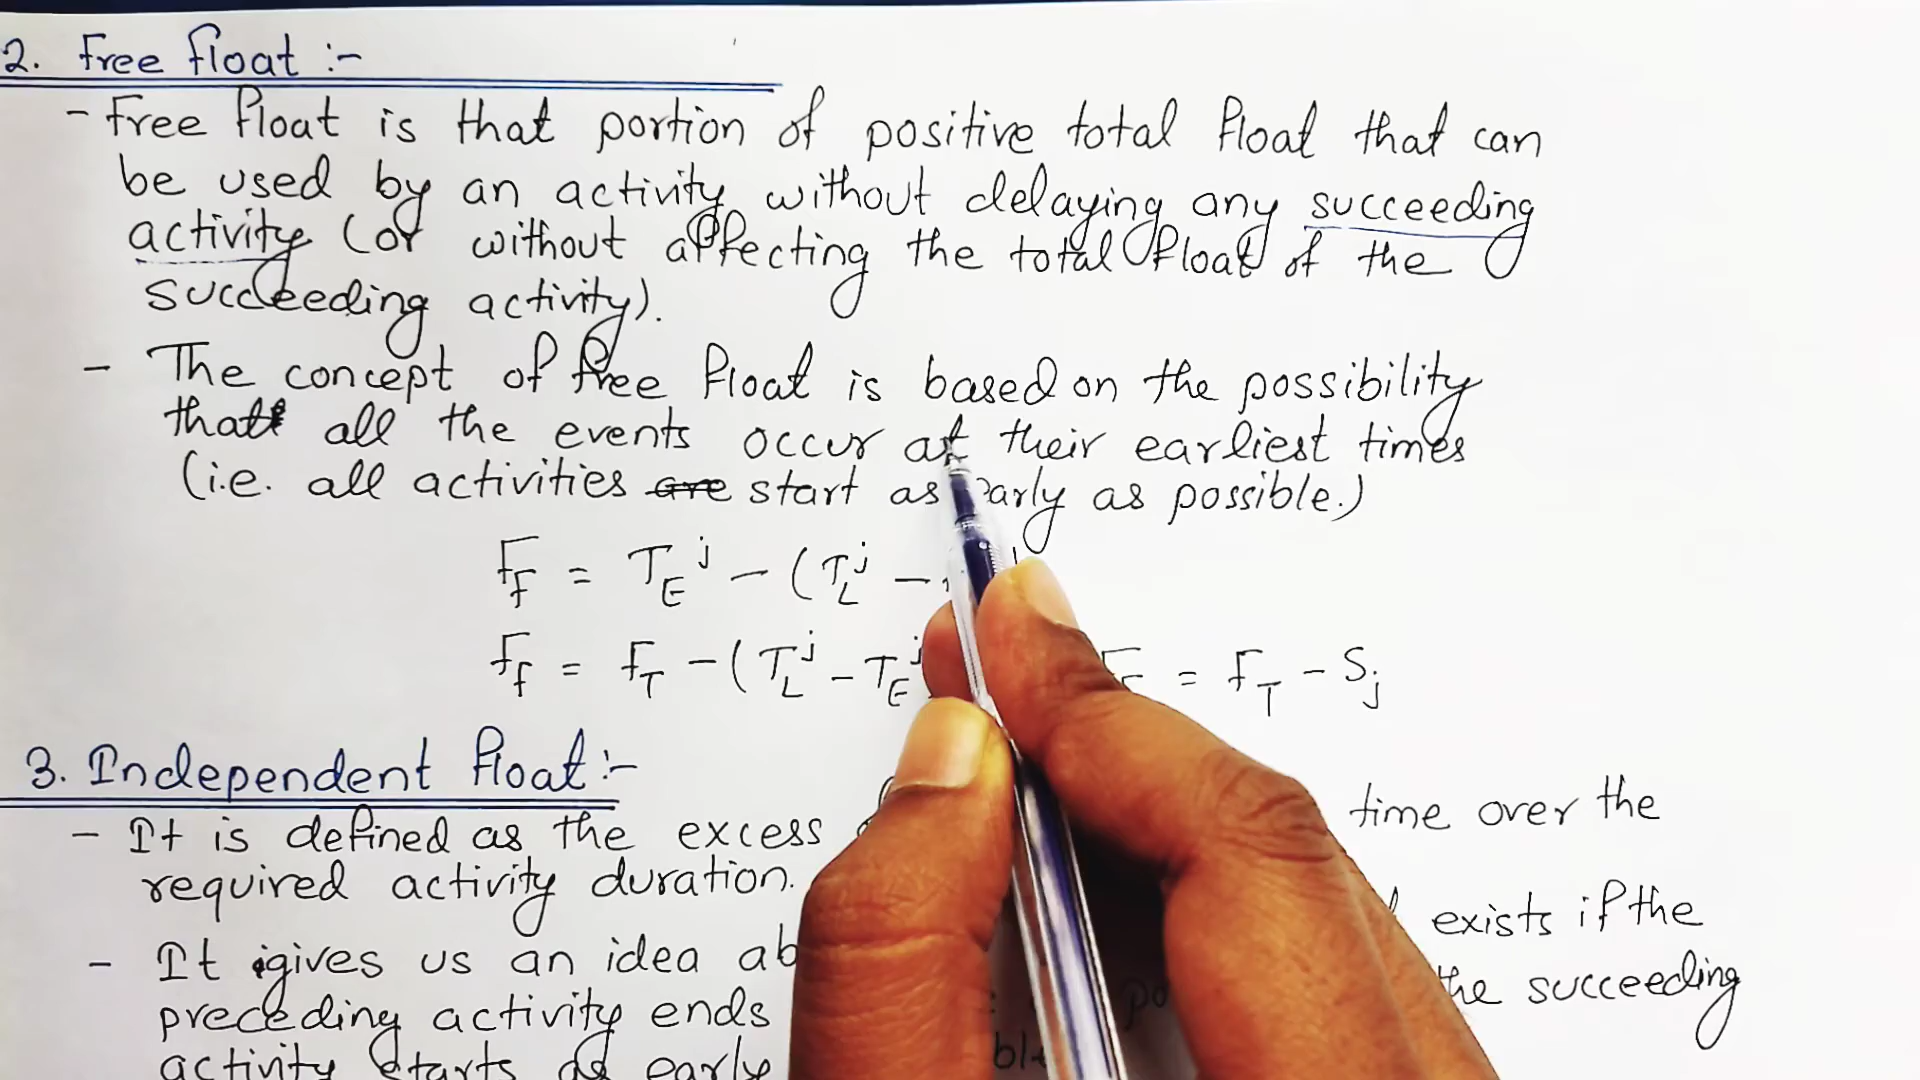 2. Free float :-
- Free float is that portion of positive total float that can
be used by an activity without delaying any succeeding
activity (or without affecting the total float of the
succeeding activity).
- The concept of free float is based on the possibility
that all the events occur at their earliest times
(i.e. all activities are start as early as possible.)
F_F = T_E^j - (T_L^j -
F_F = F_T - (T_L^j - T_E^j = F_T - S_j
3. Independent float :-
- It is defined as the excess time over the
required activity duration.
exists if the
- It gives us an idea the succeeding
preceding activity ends
activity starts as early